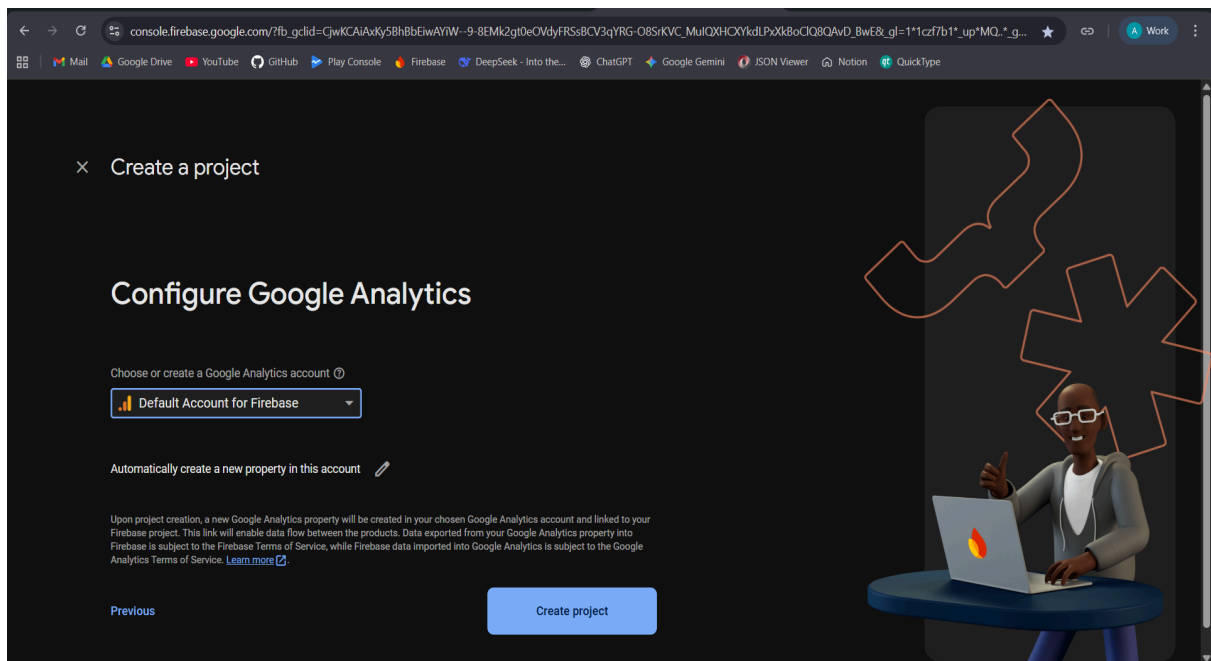 console.firebase.google.com/?fb_gclid=CjwKCAiAxKy5BhBbEiwAYiW--9-8EMk2gt0eOVdyFRSsBCV3qYRG-O8SrKVC_MulQXHCXYkdLPxXkBoClQ8QAvD_BwE&_gl=1*1czf7b1*_up*MQ..*_g...
A Work
Mail Google Drive YouTube GitHub Play Console Firebase DeepSeek - Into the... ChatGPT Google Gemini JSON Viewer Notion qt QuickType
Create a project
Configure Google Analytics
Choose or create a Google Analytics account
Default Account for Firebase
Automatically create a new property in this account
Upon project creation, a new Google Analytics property will be created in your chosen Google Analytics account and linked to your
Firebase project. This link will enable data flow between the products. Data exported from your Google Analytics property into
Firebase is subject to the Firebase Terms of Service, while Firebase data imported into Google Analytics is subject to the Google
Analytics Terms of Service. Learn more.
Previous
Create project